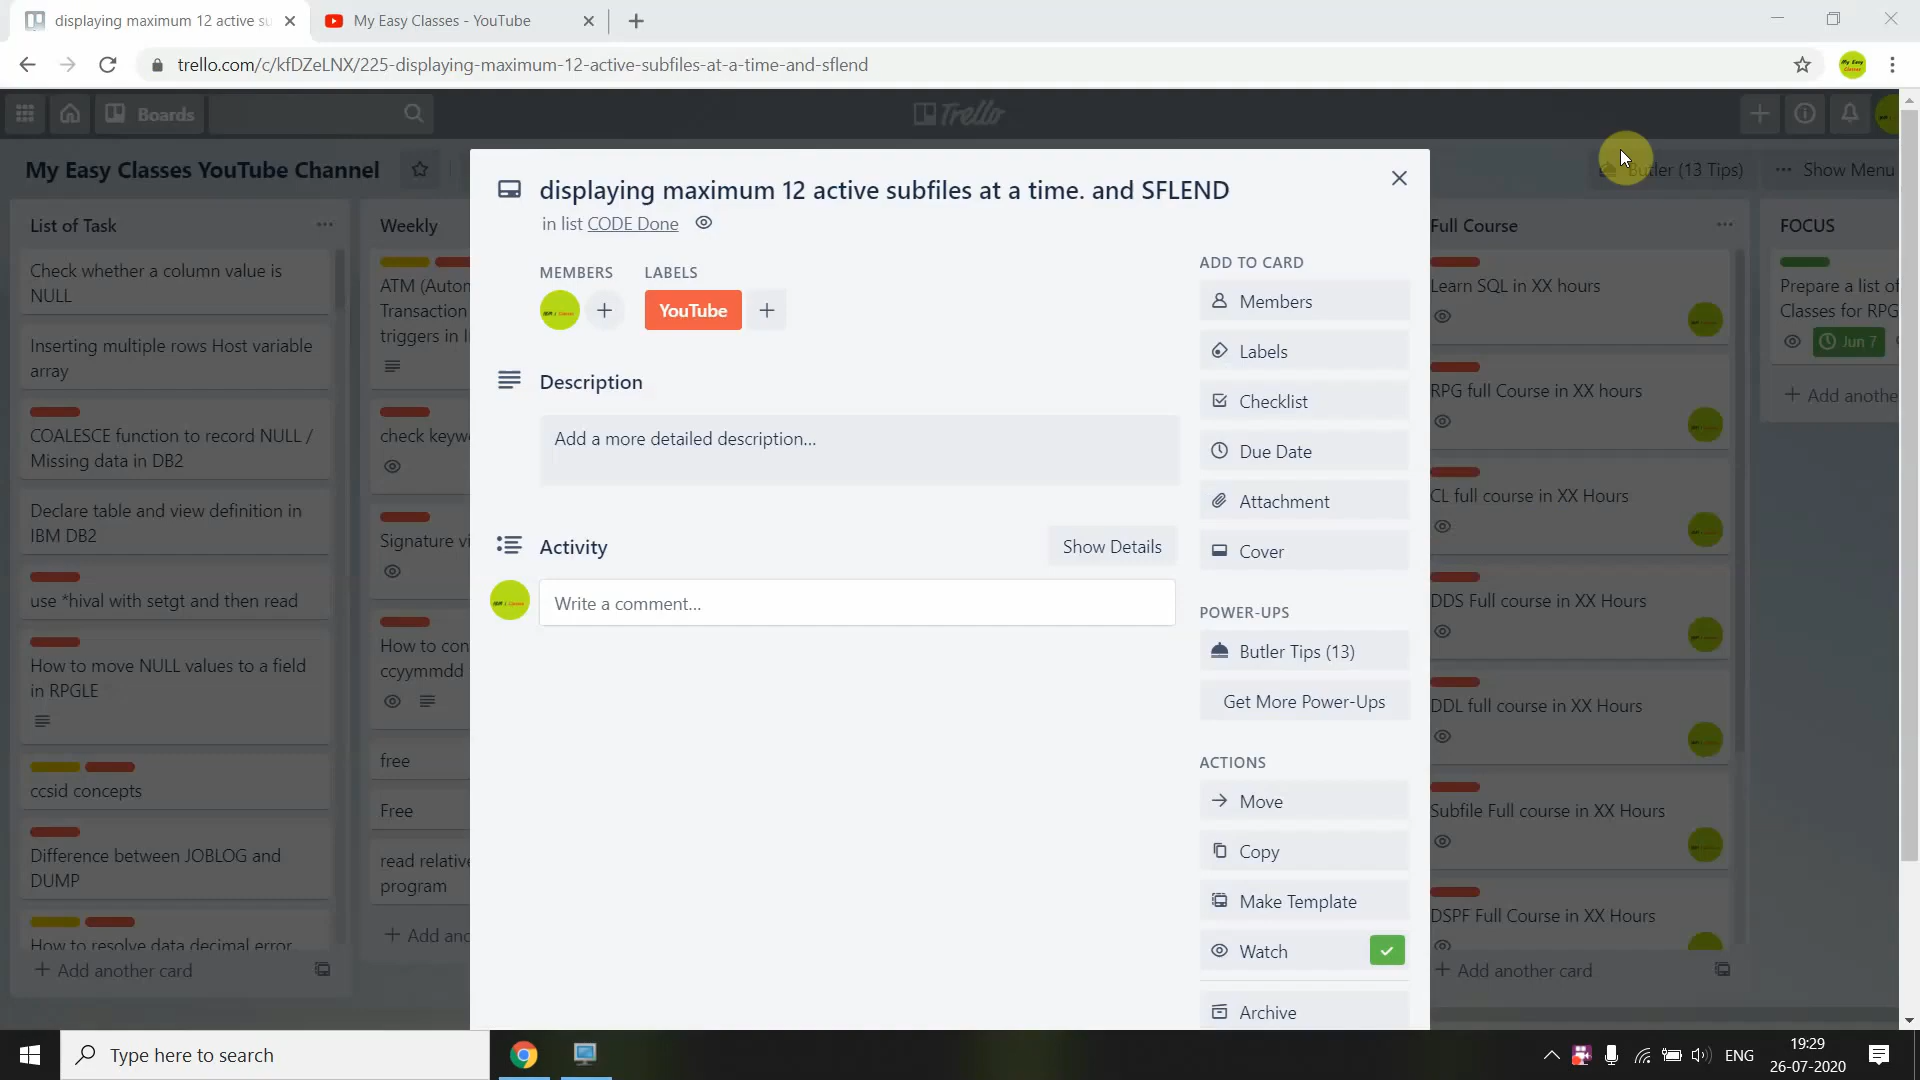 displaying maximum 12 active su
My Easy Classes - YouTube
trello.com/c/kfDZeLNX/225-displaying-maximum-12-active-subfiles-at-a-time-and-sflend
Boards
Trello
My Easy Classes YouTube Channel
Butler (13 Tips)
Show Menu
List of Task
Check whether a column value is
NULL
Inserting multiple rows Host variable
array
COALESCE function to record NULL /
Missing data in DB2
Declare table and view definition in
IBM DB2
use *hival with setgt and then read
How to move NULL values to a field
in RPGLE
ccsid concepts
Difference between JOBLOG and
DUMP
How to resolve data decimal error
+ Add another card
Weekly
ATM (Auton
Transaction
triggers in I
check keyw
Signature vi
How to con
ccyymmdd
free
Free
read relative
program
+ Add ano
displaying maximum 12 active subfiles at a time. and SFLEND
in list CODE Done
MEMBERS
LABELS
YouTube
Description
Add a more detailed description...
Activity
Show Details
Write a comment...
ADD TO CARD
Members
Labels
Checklist
Due Date
Attachment
Cover
POWER-UPS
Butler Tips (13)
Get More Power-Ups
ACTIONS
Move
Copy
Make Template
Watch
Archive
Full Course
Learn SQL in XX hours
RPG full Course in XX hours
CL full course in XX Hours
DDS Full course in XX Hours
DDL full course in XX Hours
Subfile Full course in XX Hours
DSPF Full Course in XX Hours
+ Add another card
FOCUS
Prepare a list of
Classes for RPG
Jun 7
+ Add anothe
Type here to search
ENG
19:29
26-07-2020